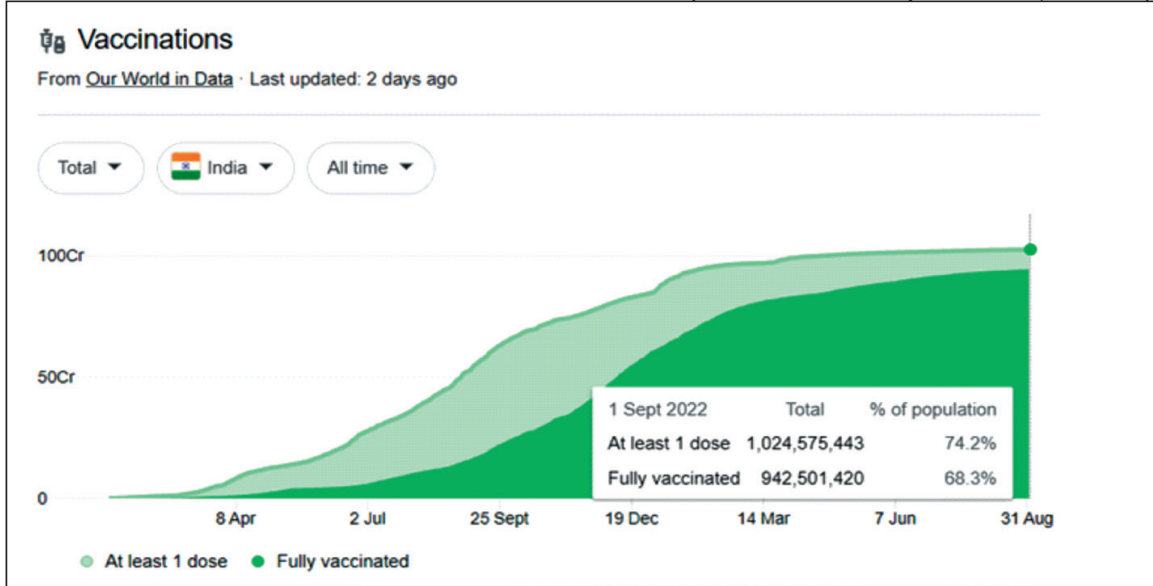 Vaccinations
From Our World in Data · Last updated: 2 days ago
Total India All time
100Cr
50Cr
0
1 Sept 2022 Total % of population
At least 1 dose 1,024,575,443 74.2%
Fully vaccinated 942,501,420 68.3%
8 Apr 2 Jul 25 Sept 19 Dec 14 Mar 7 Jun 31 Aug
At least 1 dose Fully vaccinated